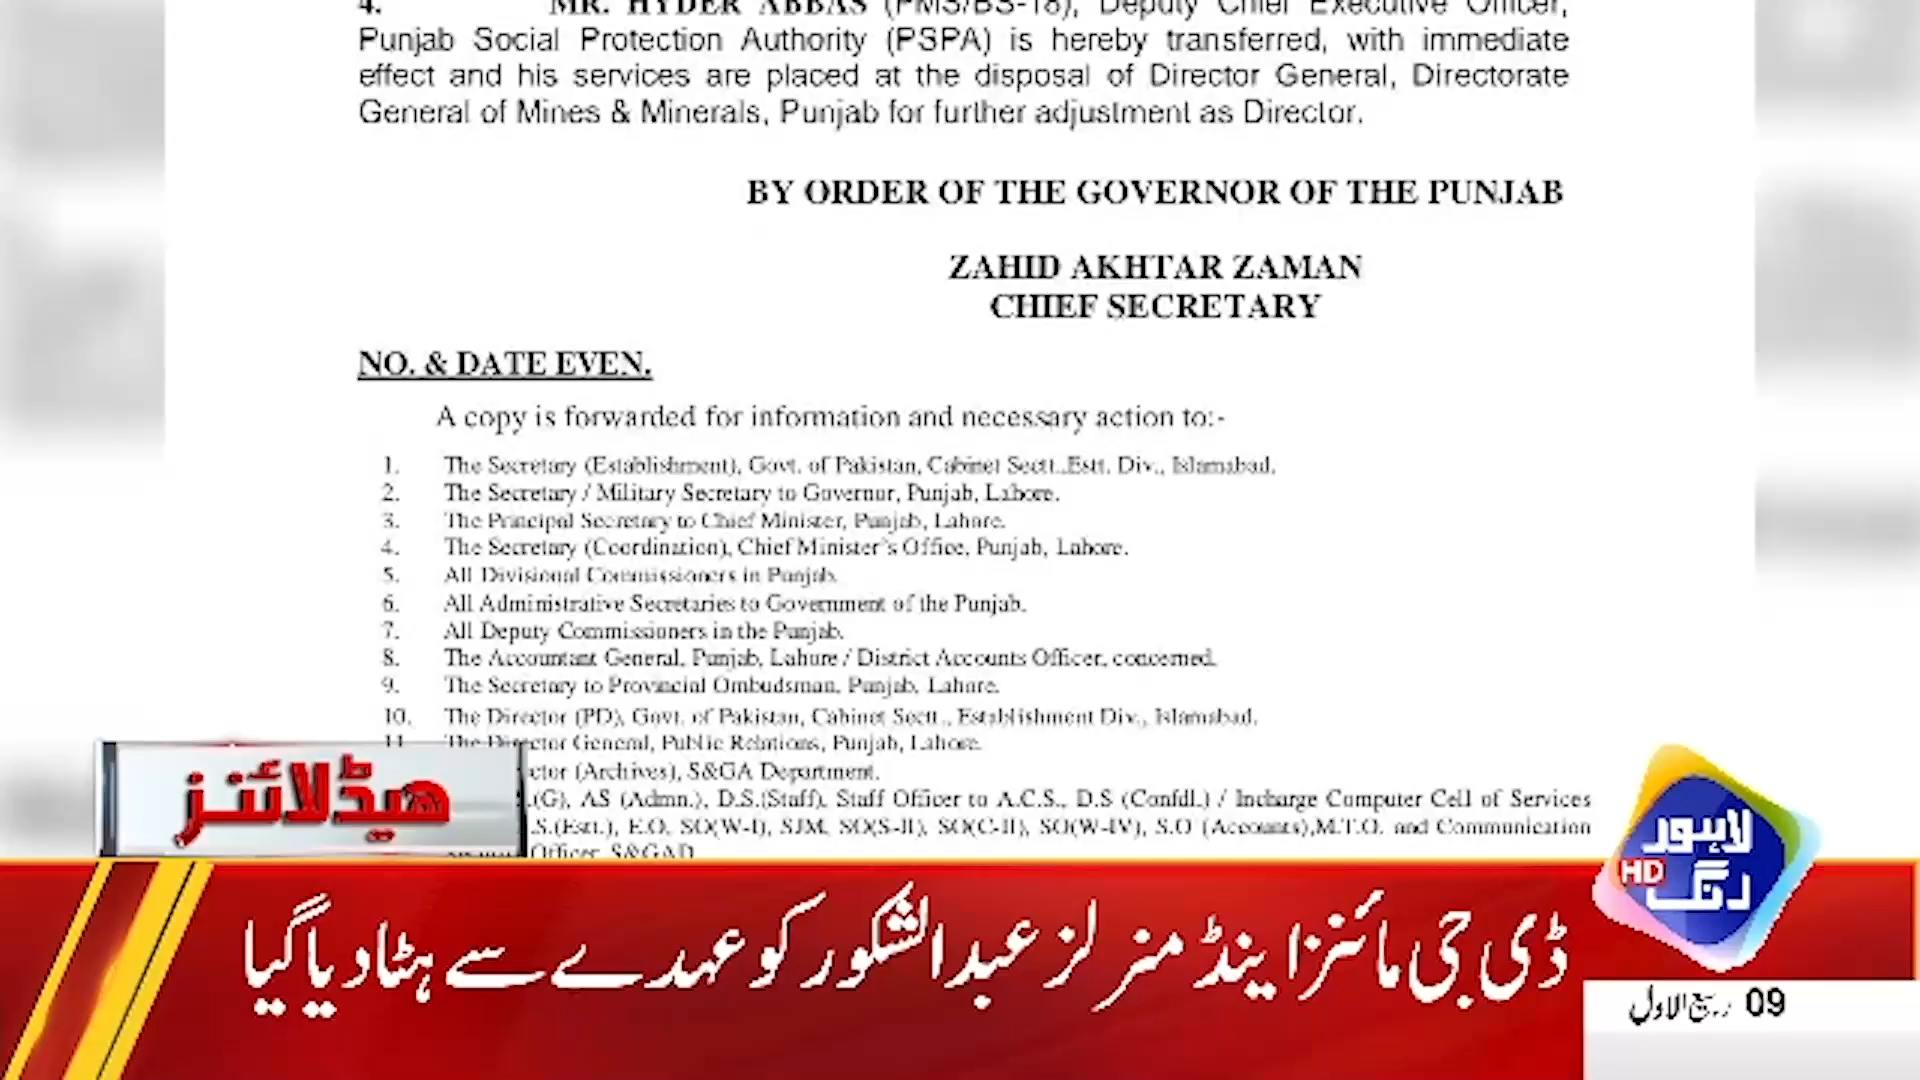 4. MR. HYDER ABBAS (PMS/BS-18), Deputy Chief Executive Officer,
Punjab Social Protection Authority (PSPA) is hereby transferred, with immediate
effect and his services are placed at the disposal of Director General, Directorate
General of Mines & Minerals, Punjab for further adjustment as Director.
BY ORDER OF THE GOVERNOR OF THE PUNJAB
ZAHID AKHTAR ZAMAN
CHIEF SECRETARY
NO. & DATE EVEN.
A copy is forwarded for information and necessary action to:-
1. The Secretary (Establishment), Govt. of Pakistan, Cabinet Sectt.,Estt. Div., Islamabad.
2. The Secretary / Military Secretary to Governor, Punjab, Lahore.
3. The Principal Secretary to Chief Minister, Punjab, Lahore.
4. The Secretary (Coordination), Chief Minister's Office, Punjab, Lahore.
5. All Divisional Commissioners in Punjab.
6. All Administrative Secretaries to Government of the Punjab.
7. All Deputy Commissioners in the Punjab.
8. The Accountant General, Punjab, Lahore / District Accounts Officer, concerned.
9. The Secretary to Provincial Ombudsman, Punjab, Lahore.
10. The Director (PD), Govt. of Pakistan, Cabinet Sectt., Establishment Div., Islamabad.
11. The Director General, Public Relations, Punjab, Lahore.
ctor (Archives), S&GA Department.
.(G), AS (Admn.), D.S.(Staff), Staff Officer to A.C.S., D.S (Confdl.) / Incharge Computer Cell of Services
.S.(Estt.), E.O, SO(W-I), SJM, SO(S-II), SO(C-II), SO(W-IV), S.O (Accounts),M.T.O. and Communication
Officer, S&GAD
ہیڈلائنز
لاہور
HD رنگ
ڈی جی مائنز اینڈ منرلز عبدالشکور کو عہدے سے ہٹا دیا گیا
09 ربیع الاول